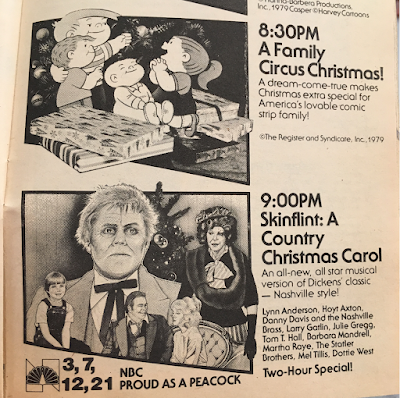 ©Hanna-Barbera Productions,
Inc., 1979 Casper ©Harvey Cartoons
8:30PM
A Family
Circus Christmas!
A dream-come-true makes
Christmas extra special for
America's lovable comic
strip family!
©The Register and Syndicate, Inc., 1979
9:00PM
Skinflint: A
Country
Christmas Carol
An all-new, all star musical
version of Dickens' classic
— Nashville style!
Lynn Anderson, Hoyt Axton,
Danny Davis and the Nashville
Brass, Larry Gatlin, Julie Gregg,
Tom T. Hall, Barbara Mandrell,
Martha Raye, The Statler
Brothers, Mel Tillis, Dottie West
Two-Hour Special!
3, 7,
12, 21
NBC
PROUD AS A PEACOCK